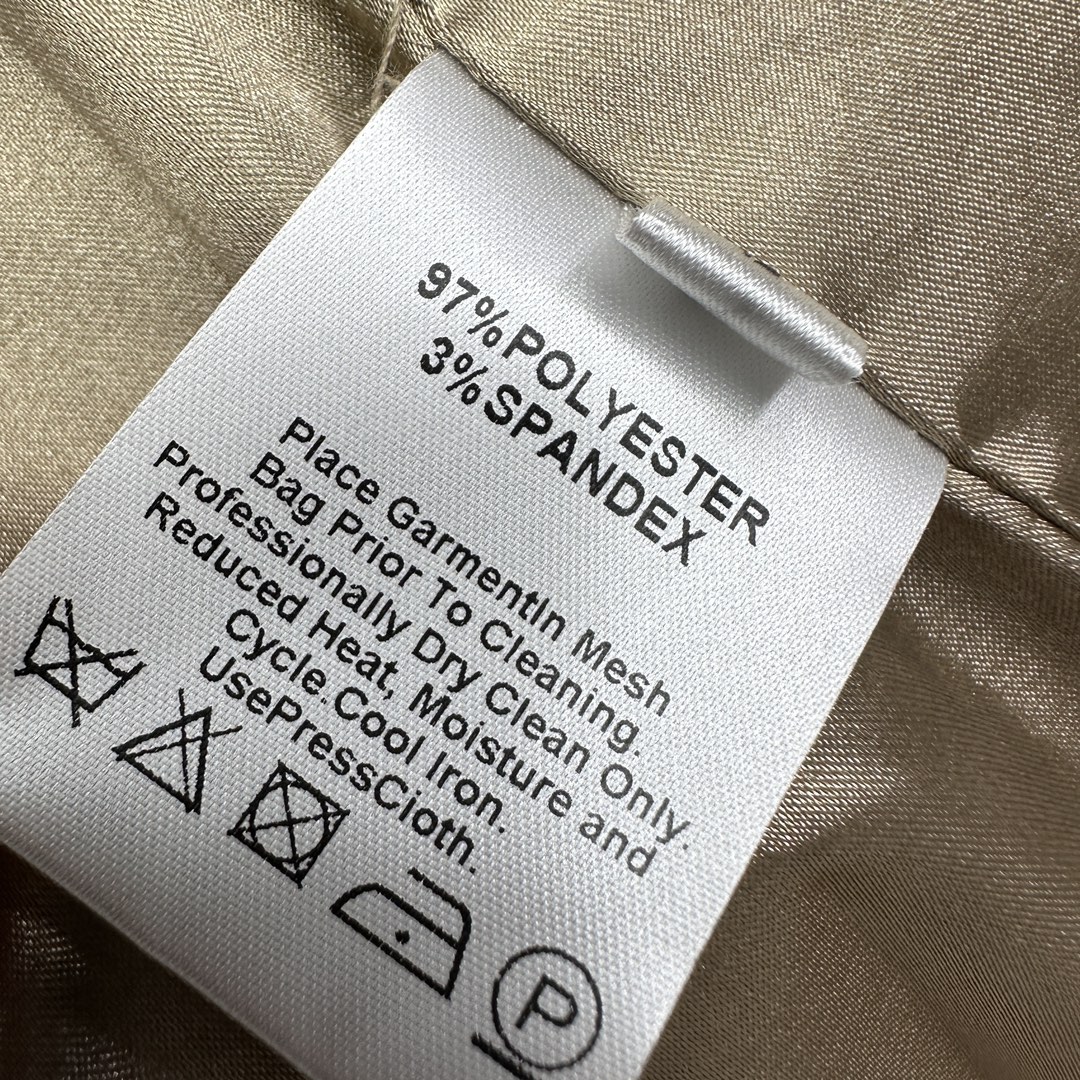 97%POLYESTER
3%SPANDEX
Place GarmentIn Mesh
Bag Prior To Cleaning.
Professionally Dry Clean Only.
Reduced Heat, Moisture and
Cycle.Cool Iron.
UsePressCloth.
P